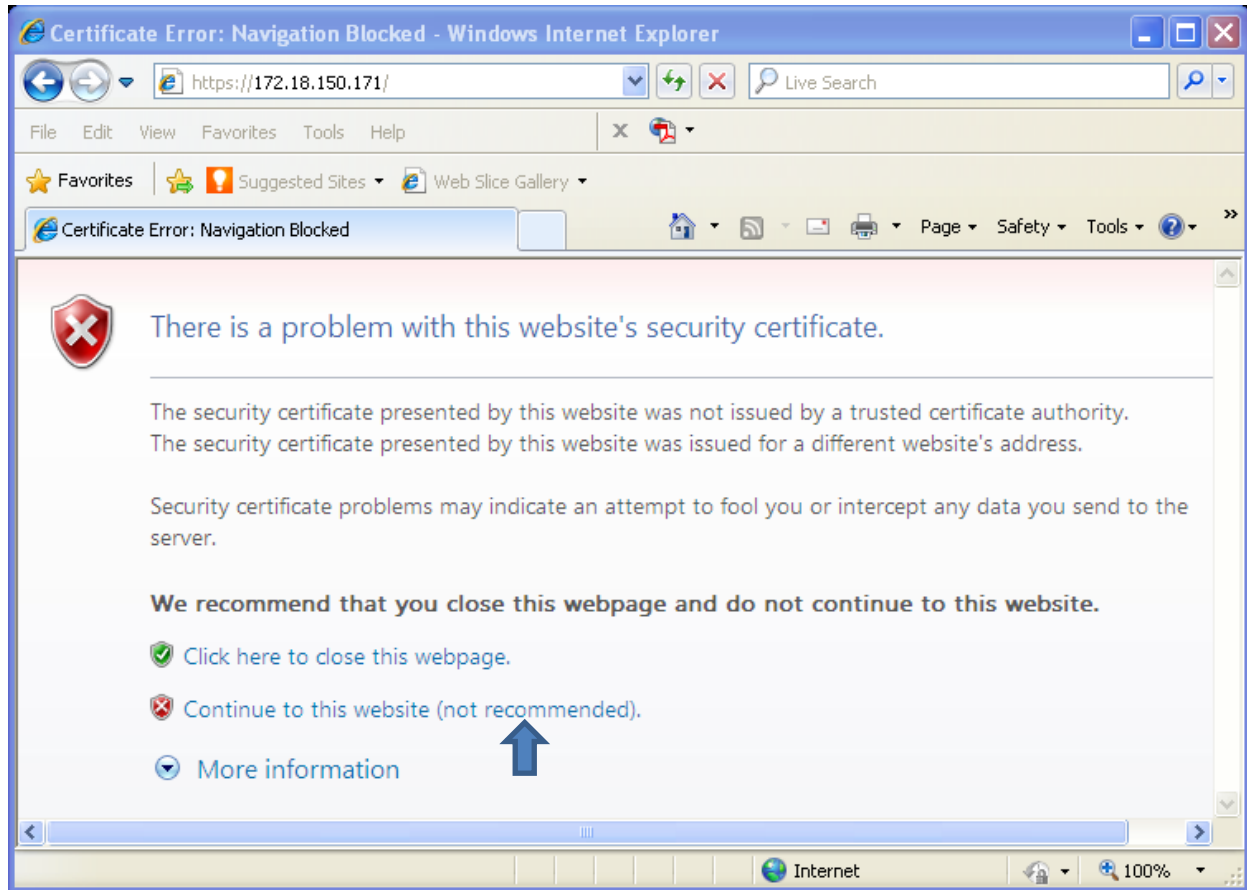 Certificate Error: Navigation Blocked - Windows Internet Explorer
https://172.18.150.171/
Live Search
File Edit View Favorites Tools Help
Favorites Suggested Sites Web Slice Gallery
Certificate Error: Navigation Blocked
Page Safety Tools
There is a problem with this website's security certificate.
The security certificate presented by this website was not issued by a trusted certificate authority.
The security certificate presented by this website was issued for a different website's address.
Security certificate problems may indicate an attempt to fool you or intercept any data you send to the
server.
We recommend that you close this webpage and do not continue to this website.
Click here to close this webpage.
Continue to this website (not recommended).
More information
Internet 100%